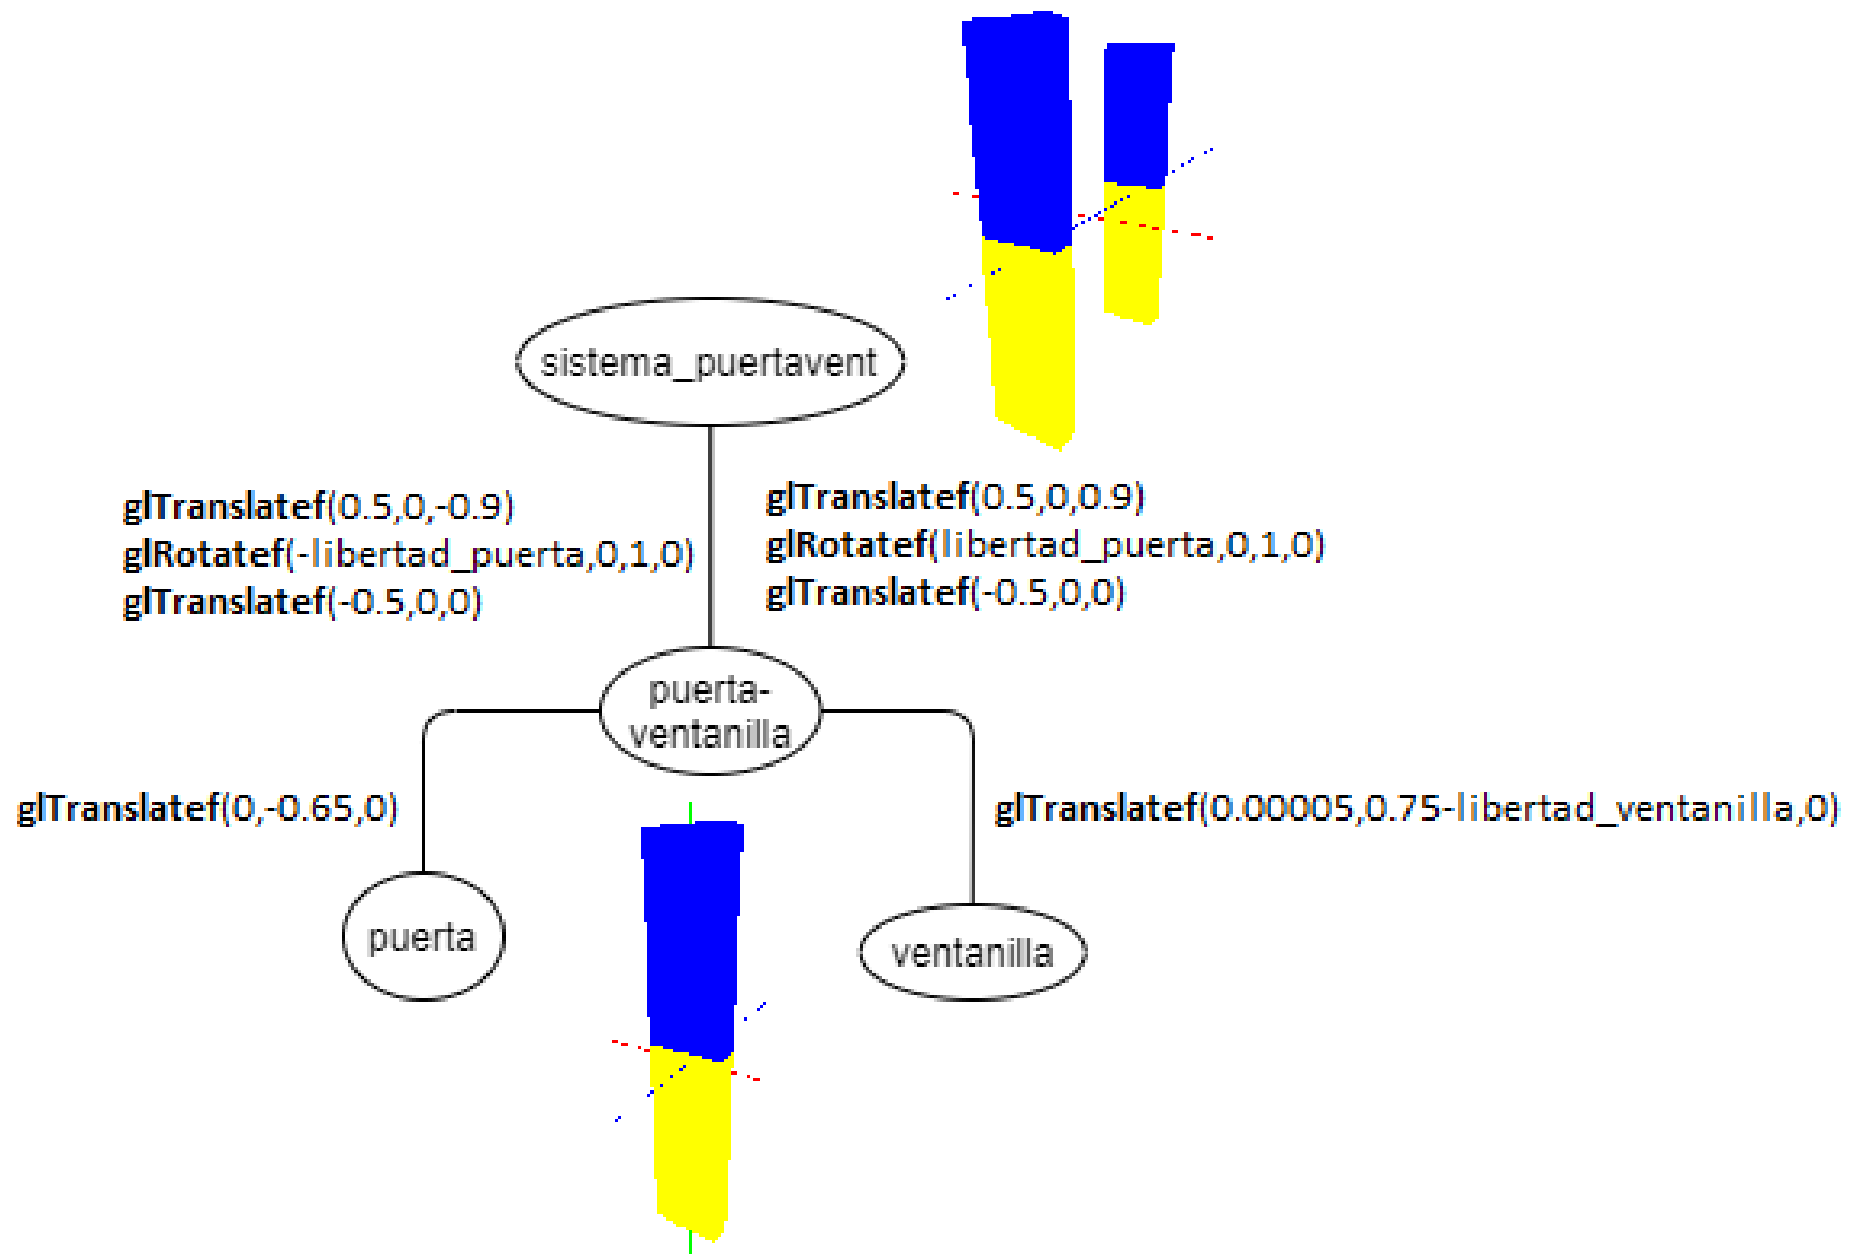 sistema_puertavent
glTranslatef(0.5,0,-0.9)
glRotatef(-libertad_puerta,0,1,0)
glTranslatef(-0.5,0,0)
glTranslatef(0.5,0,0.9)
glRotatef(libertad_puerta,0,1,0)
glTranslatef(-0.5,0,0)
puerta-
ventanilla
glTranslatef(0,-0.65,0)
glTranslatef(0.00005,0.75-libertad_ventanilla,0)
puerta
ventanilla